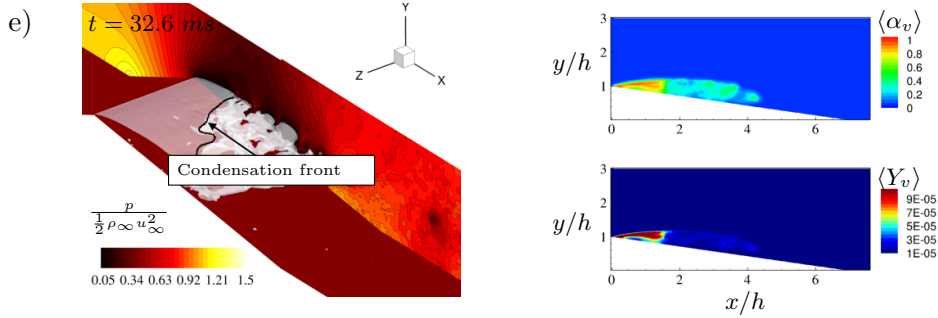 e)
t = 32.6 ms
Y
Z
X
Condensation front
p
1/2 ρ∞ u∞²
0.05 0.34 0.63 0.92 1.21 1.5
3
⟨αv⟩
1
0.8
0.6
0.4
0.2
0
y/h
2
1
0 2 4 6
3
⟨Yv⟩
9E-05
7E-05
5E-05
3E-05
1E-05
y/h
2
1
0 2 4 6
x/h